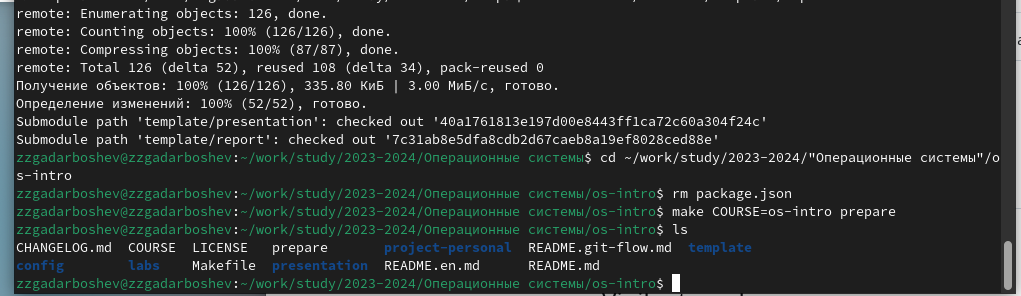 remote: Enumerating objects: 126, done.
remote: Counting objects: 100% (126/126), done.
remote: Compressing objects: 100% (87/87), done.
remote: Total 126 (delta 52), reused 108 (delta 34), pack-reused 0
Получение объектов: 100% (126/126), 335.80 КиБ | 3.00 МиБ/с, готово.
Определение изменений: 100% (52/52), готово.
Submodule path 'template/presentation': checked out '40a1761813e197d00e8443ff1ca72c60a304f24c'
Submodule path 'template/report': checked out '7c31ab8e5dfa8cdb2d67caeb8a19ef8028ced88e'
zzgadarboshev@zzgadarboshev:~/work/study/2023-2024/Операционные системы$ cd ~/work/study/2023-2024/"Операционные системы"/o
s-intro
zzgadarboshev@zzgadarboshev:~/work/study/2023-2024/Операционные системы/os-intro$ rm package.json
zzgadarboshev@zzgadarboshev:~/work/study/2023-2024/Операционные системы/os-intro$ make COURSE=os-intro prepare
zzgadarboshev@zzgadarboshev:~/work/study/2023-2024/Операционные системы/os-intro$ ls
CHANGELOG.md COURSE LICENSE prepare project-personal README.git-flow.md template
config labs Makefile presentation README.en.md README.md
zzgadarboshev@zzgadarboshev:~/work/study/2023-2024/Операционные системы/os-intro$